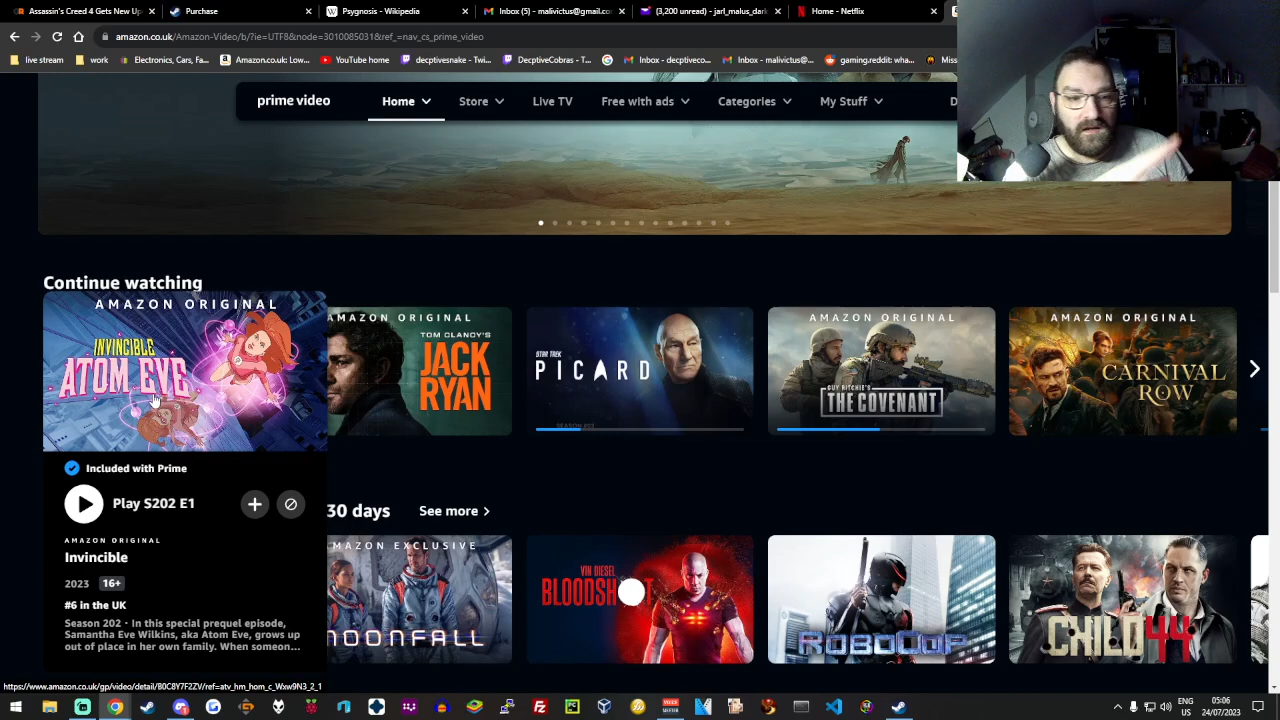 Assassin's Creed 4 Gets New Up
Purchase
Psygnosis - Wikipedia
Inbox (5) - malivictus@gmail.co
(3,200 unread) - jarl_malus_dark
Home - Netflix
amazon.co.uk/Amazon-Video/b/?ie=UTF8&node=3010085031&ref_=nav_cs_prime_video
live stream
work
Electronics, Cars, Fa...
Amazon.co.uk: Low...
YouTube home
decptivesnake - Twi...
DecptiveCobras - T...
Inbox - decptiveco...
Inbox - malivictus@...
gaming.reddit: wha...
Miss
prime video
Home
Store
Live TV
Free with ads
Categories
My Stuff
D
Continue watching
AMAZON ORIGINAL
INVINCIBLE
ATOM EVE
AMAZON ORIGINAL
TOM CLANCY'S
JACK
RYAN
STAR TREK
PICARD
AMAZON ORIGINAL
GUY RITCHIE'S
THE COVENANT
AMAZON ORIGINAL
CARNIVAL
ROW
Included with Prime
Play S202 E1
AMAZON ORIGINAL
Invincible
2023 16+
#6 in the UK
Season 202 · In this special prequel episode,
Samantha Eve Wilkins, aka Atom Eve, grows up
out of place in her own family. When someon...
30 days
See more
MAZON EXCLUSIVE
MOONFALL
VIN DIESEL
BLOODSH T
ROBOCOP
CHILD 44
https://www.amazon.co.uk/gp/video/detail/B0C8Y7F2ZV/ref=atv_hm_hom_c_Wxw9N3_2_1
ENG
US
05:06
24/07/2023